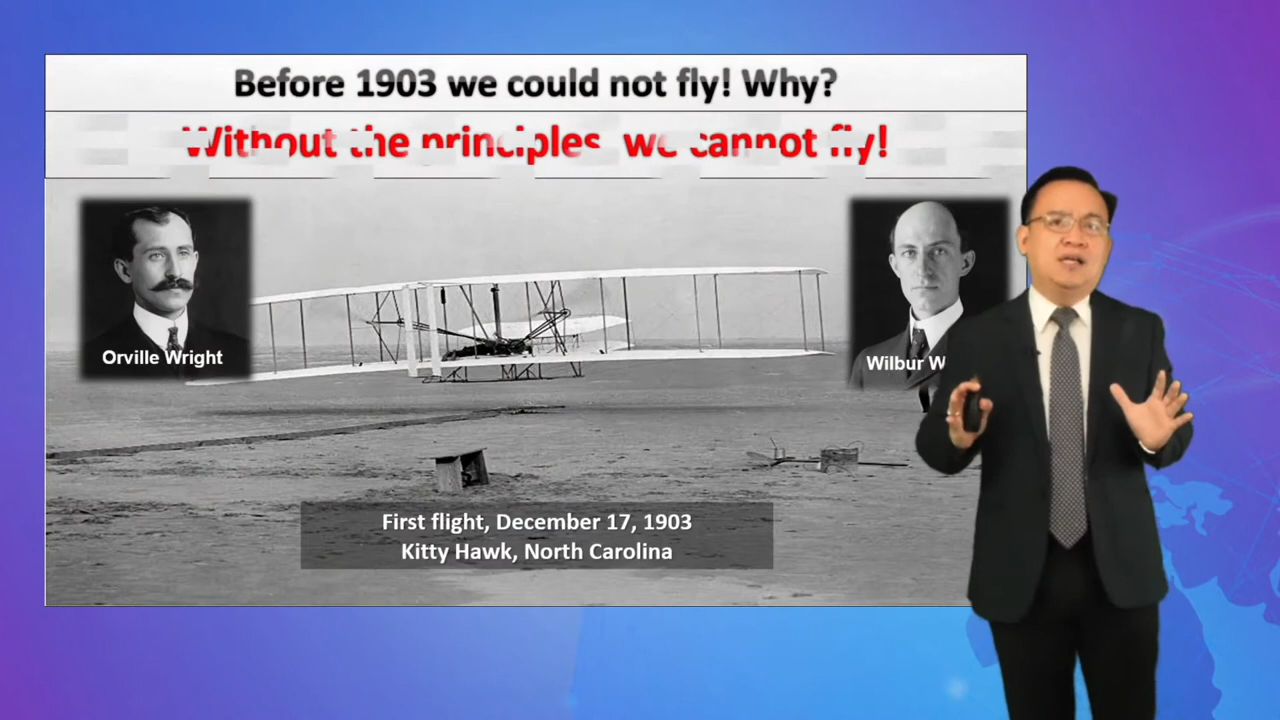 Before 1903 we could not fly! Why?
Without the principles we cannot fly!
Orville Wright
Wilbur W
First flight, December 17, 1903
Kitty Hawk, North Carolina